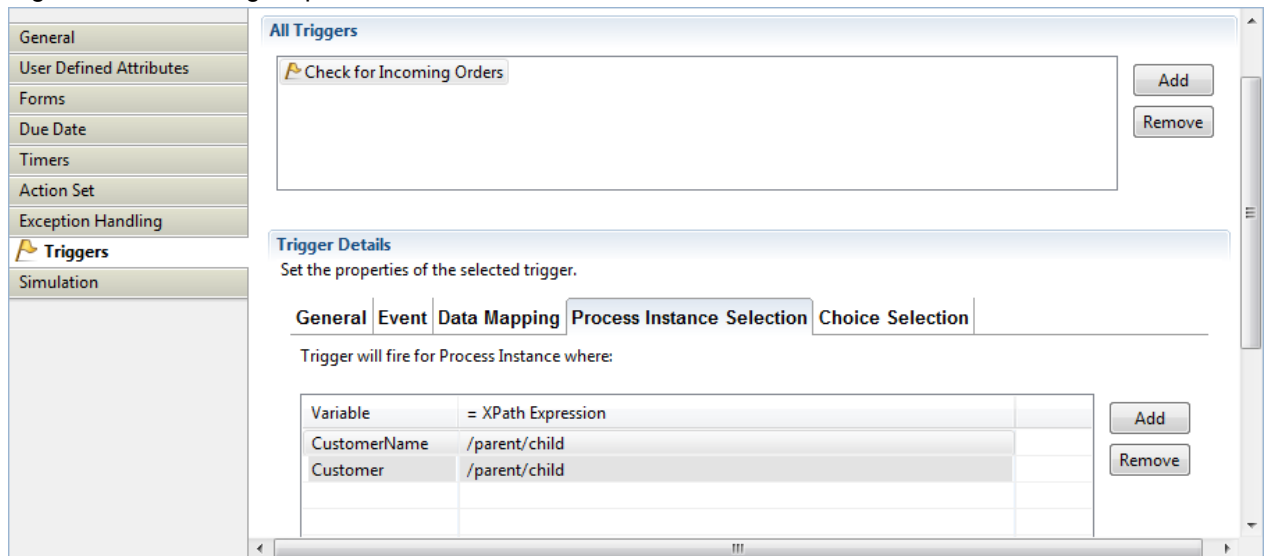 General
User Defined Attributes
Forms
Due Date
Timers
Action Set
Exception Handling
Triggers
Simulation
All Triggers
Check for Incoming Orders
Add
Remove
Trigger Details
Set the properties of the selected trigger.
General Event Data Mapping Process Instance Selection Choice Selection
Trigger will fire for Process Instance where:
Variable = XPath Expression
CustomerName /parent/child
Customer /parent/child
Add
Remove